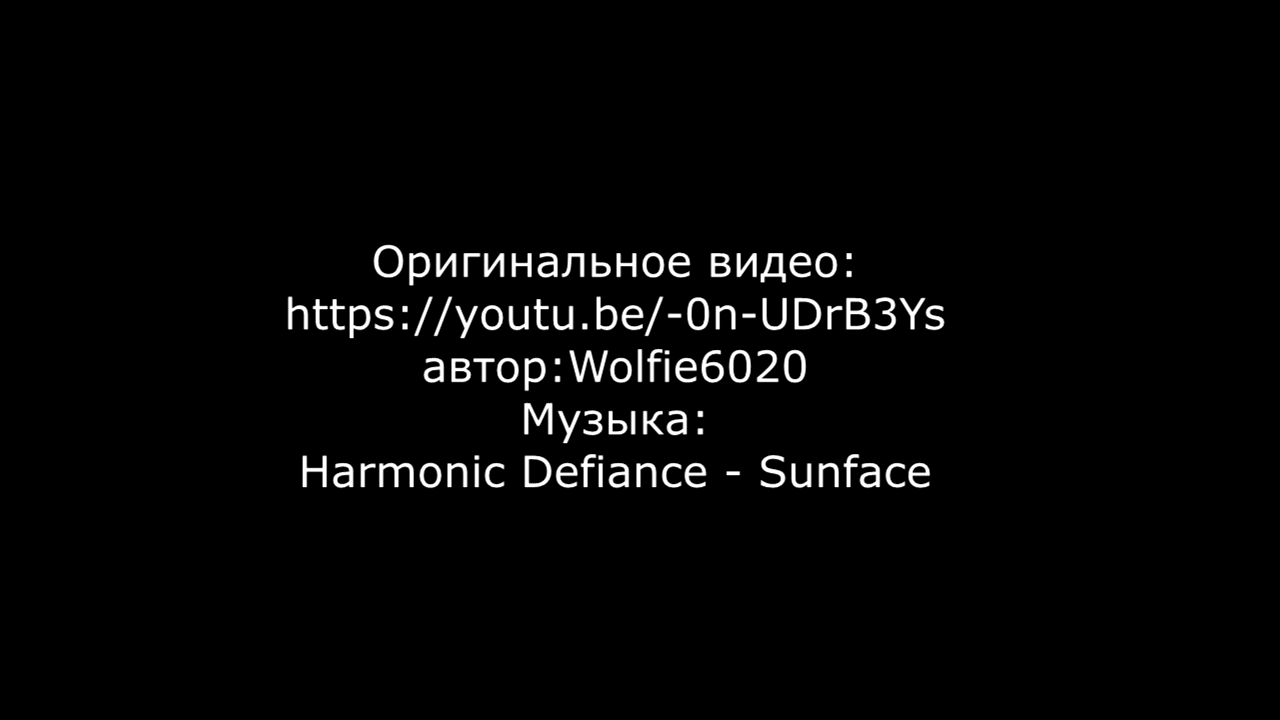 Оригинальное видео:
https://youtu.be/-0n-UDrB3Ys
автор:Wolfie6020
Музыка:
Harmonic Defiance - Sunface